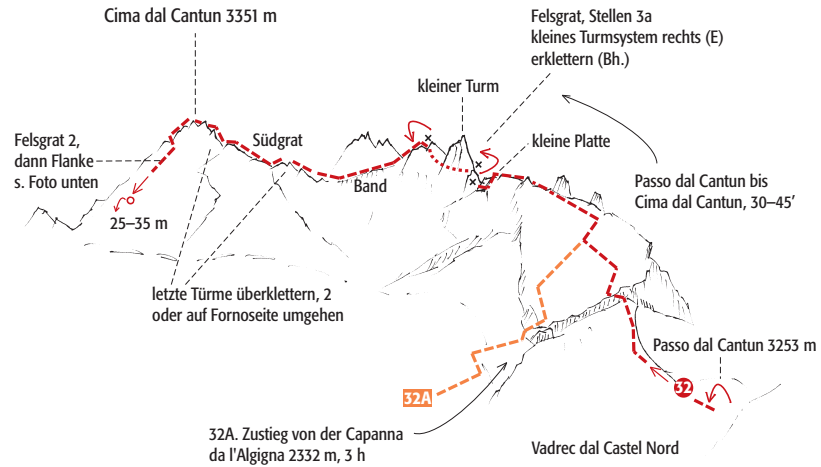 Cima dal Cantun 3351 m
Felsgrat, Stellen 3a
kleines Turmsystem rechts (E)
erklettern (Bh.)
kleiner Turm
Felsgrat 2,
dann Flanke
s. Foto unten
Südgrat
kleine Platte
Band
Passo dal Cantun bis
Cima dal Cantun, 30–45’
25–35 m
letzte Türme überklettern, 2
oder auf Fornoseite umgehen
Passo dal Cantun 3253 m
32
32A
32A. Zustieg von der Capanna
da l'Algigna 2332 m, 3 h
Vadrec dal Castel Nord